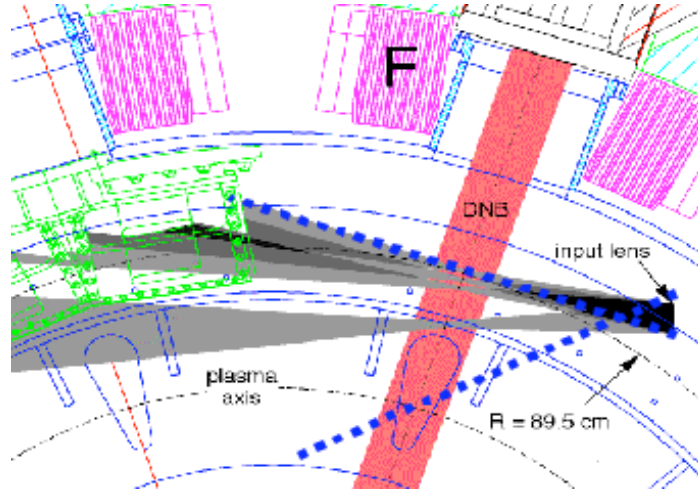 F
DNB
input lens
plasma
axis
R = 89.5 cm